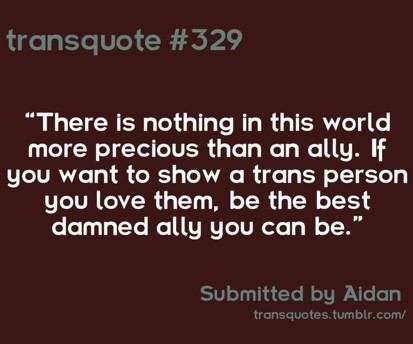 transquote #329
“There is nothing in this world
more precious than an ally. If
you want to show a trans person
you love them, be the best
damned ally you can be.”
Submitted by Aidan
transquotes.tumblr.com/